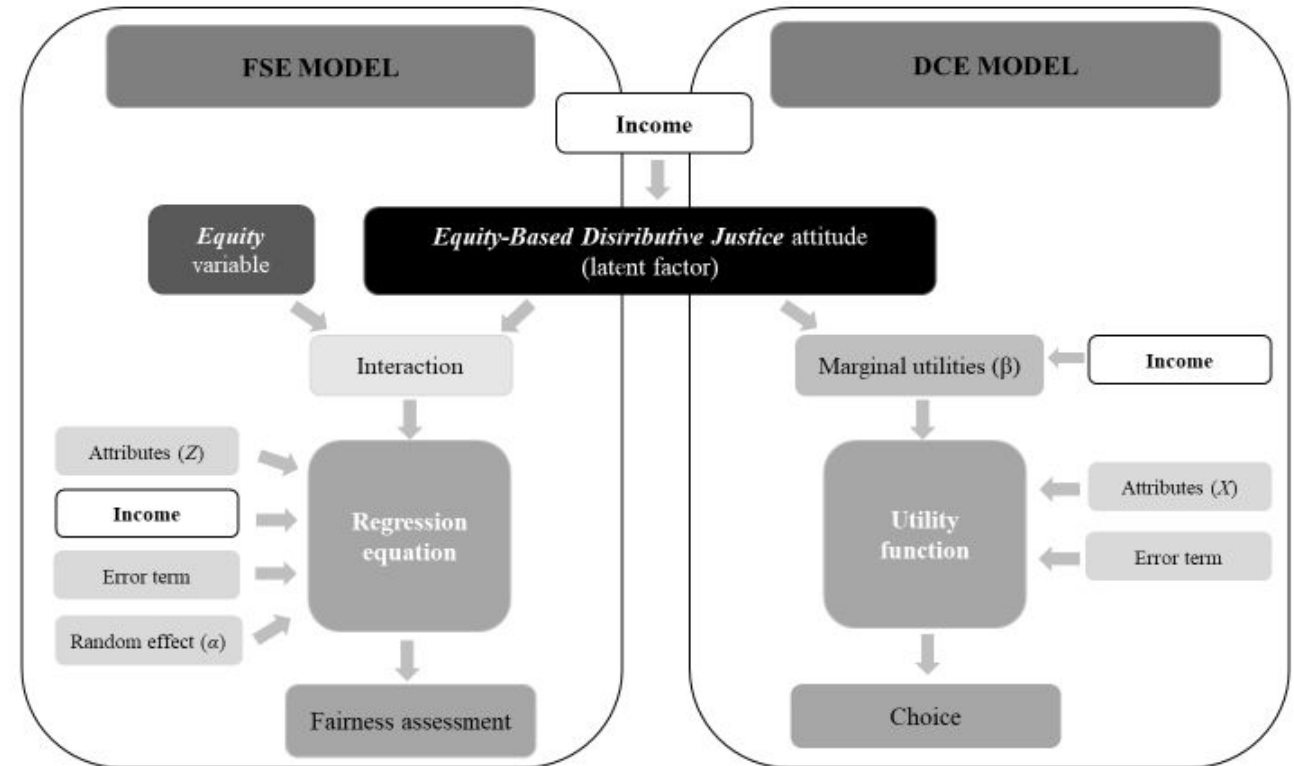 FSE MODEL
DCE MODEL
Income
Equity
variable
Equity-Based Distributive Justice attitude
(latent factor)
Interaction
Marginal utilities (β)
Income
Attributes (Z)
Income
Error term
Random effect (α)
Regression
equation
Utility
function
Attributes (X)
Error term
Fairness assessment
Choice